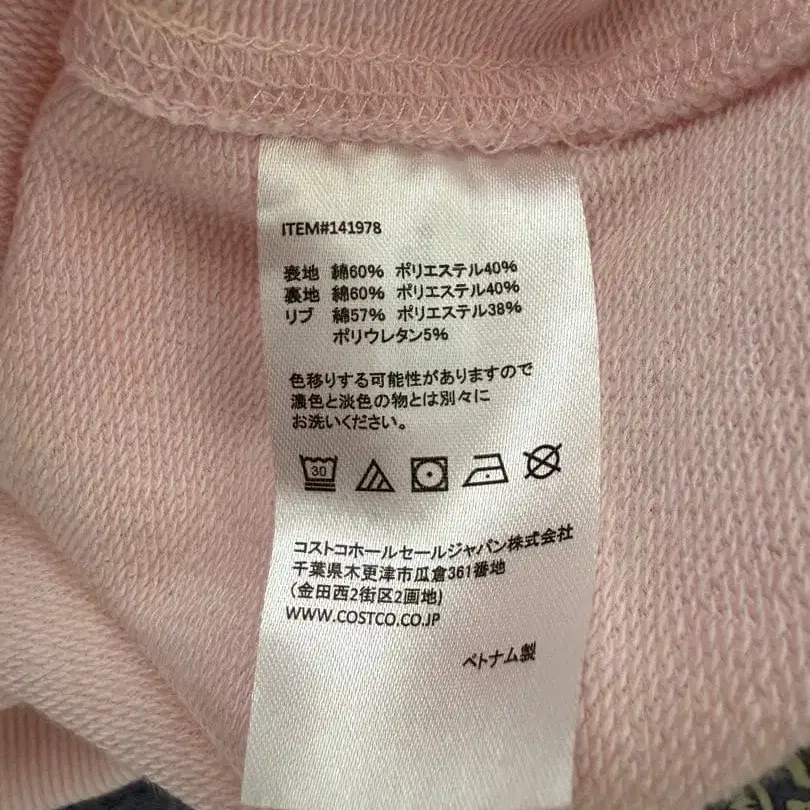 ITEM#141978
表地 綿60% ポリエステル40%
裏地 綿60% ポリエステル40%
リブ 綿57% ポリエステル38%
ポリウレタン5%
色移りする可能性がありますので
濃色と淡色の物とは別々に
お洗いください。
30
コストコホールセールジャパン株式会社
千葉県木更津市瓜倉361番地
(金田西2街区2画地)
WWW.COSTCO.CO.JP
ベトナム製